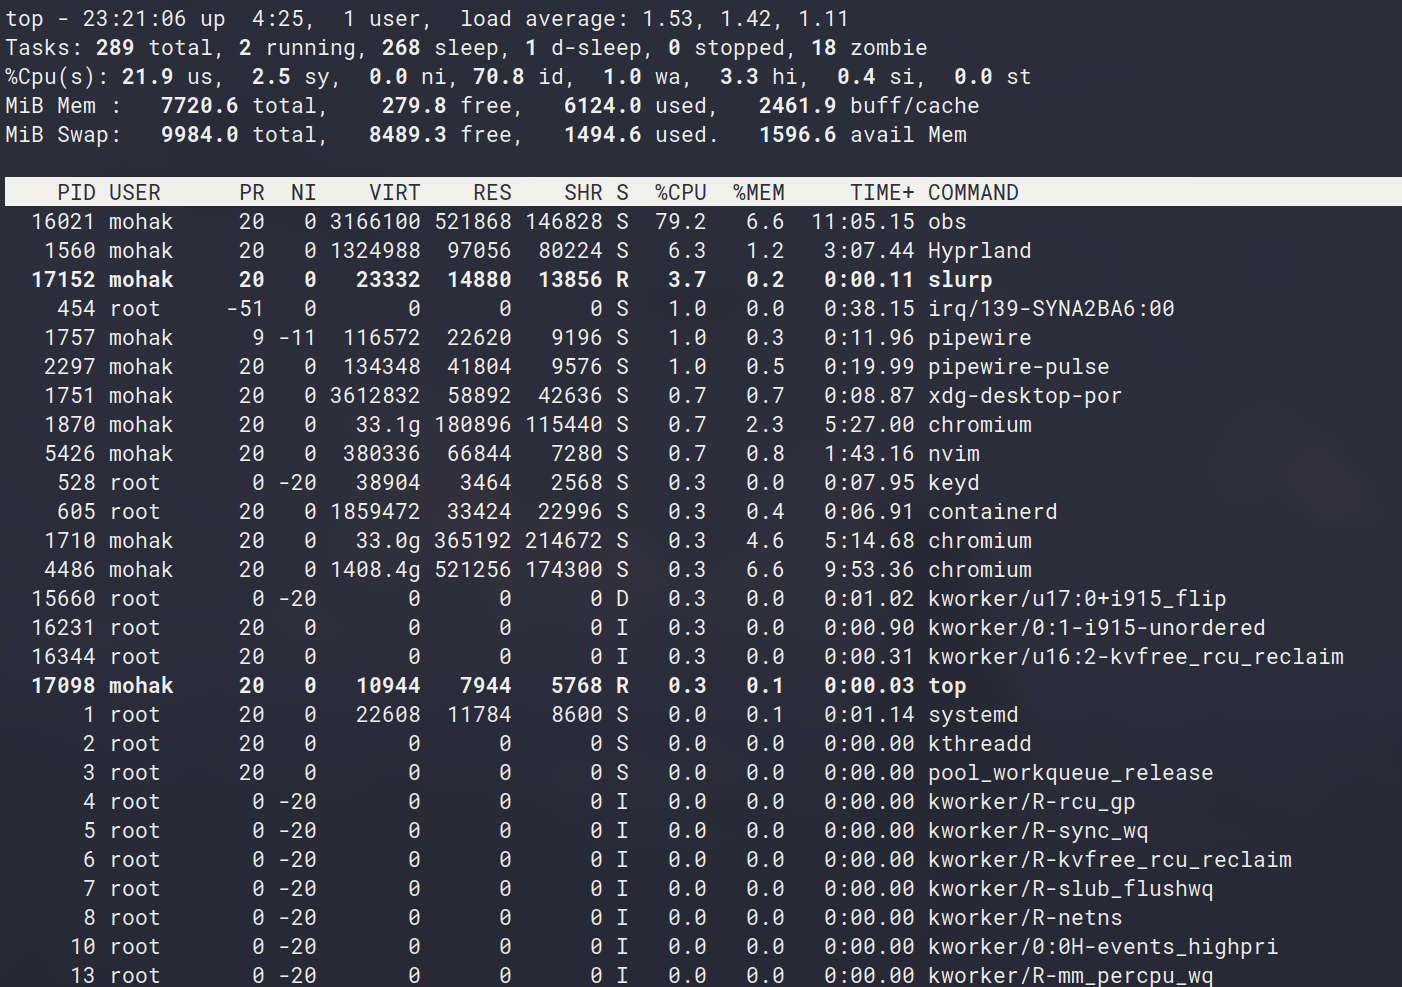 top - 23:21:06 up  4:25,  1 user,  load average: 1.53, 1.42, 1.11
Tasks: 289 total, 2 running, 268 sleep, 1 d-sleep, 0 stopped, 18 zombie
%Cpu(s): 21.9 us,  2.5 sy,  0.0 ni, 70.8 id,  1.0 wa,  3.3 hi,  0.4 si,  0.0 st
MiB Mem :   7720.6 total,    279.8 free,   6124.0 used,   2461.9 buff/cache
MiB Swap:   9984.0 total,   8489.3 free,   1494.6 used.   1596.6 avail Mem
    PID USER      PR  NI    VIRT    RES    SHR S  %CPU  %MEM     TIME+ COMMAND
  16021 mohak     20   0 3166100 521868 146828 S  79.2   6.6  11:05.15 obs
   1560 mohak     20   0 1324988  97056  80224 S   6.3   1.2   3:07.44 Hyprland
  17152 mohak     20   0   23332  14880  13856 R   3.7   0.2   0:00.11 slurp
    454 root     -51   0       0      0      0 S   1.0   0.0   0:38.15 irq/139-SYNA2BA6:00
   1757 mohak      9 -11  116572  22620   9196 S   1.0   0.3   0:11.96 pipewire
   2297 mohak     20   0  134348  41804   9576 S   1.0   0.5   0:19.99 pipewire-pulse
   1751 mohak     20   0 3612832  58892  42636 S   0.7   0.7   0:08.87 xdg-desktop-por
   1870 mohak     20   0   33.1g 180896 115440 S   0.7   2.3   5:27.00 chromium
   5426 mohak     20   0  380336  66844   7280 S   0.7   0.8   1:43.16 nvim
    528 root       0 -20   38904   3464   2568 S   0.3   0.0   0:07.95 keyd
    605 root      20   0 1859472  33424  22996 S   0.3   0.4   0:06.91 containerd
   1710 mohak     20   0   33.0g 365192 214672 S   0.3   4.6   5:14.68 chromium
   4486 mohak     20   0 1408.4g 521256 174300 S   0.3   6.6   9:53.36 chromium
  15660 root       0 -20       0      0      0 D   0.3   0.0   0:01.02 kworker/u17:0+i915_flip
  16231 root      20   0       0      0      0 I   0.3   0.0   0:00.90 kworker/0:1-i915-unordered
  16344 root      20   0       0      0      0 I   0.3   0.0   0:00.31 kworker/u16:2-kvfree_rcu_reclaim
  17098 mohak     20   0   10944   7944   5768 R   0.3   0.1   0:00.03 top
      1 root      20   0   22608  11784   8600 S   0.0   0.1   0:01.14 systemd
      2 root      20   0       0      0      0 S   0.0   0.0   0:00.00 kthreadd
      3 root      20   0       0      0      0 S   0.0   0.0   0:00.00 pool_workqueue_release
      4 root       0 -20       0      0      0 I   0.0   0.0   0:00.00 kworker/R-rcu_gp
      5 root       0 -20       0      0      0 I   0.0   0.0   0:00.00 kworker/R-sync_wq
      6 root       0 -20       0      0      0 I   0.0   0.0   0:00.00 kworker/R-kvfree_rcu_reclaim
      7 root       0 -20       0      0      0 I   0.0   0.0   0:00.00 kworker/R-slub_flushwq
      8 root       0 -20       0      0      0 I   0.0   0.0   0:00.00 kworker/R-netns
     10 root       0 -20       0      0      0 I   0.0   0.0   0:00.00 kworker/0:0H-events_highpri
     13 root       0 -20       0      0      0 I   0.0   0.0   0:00.00 kworker/R-mm_percpu_wq